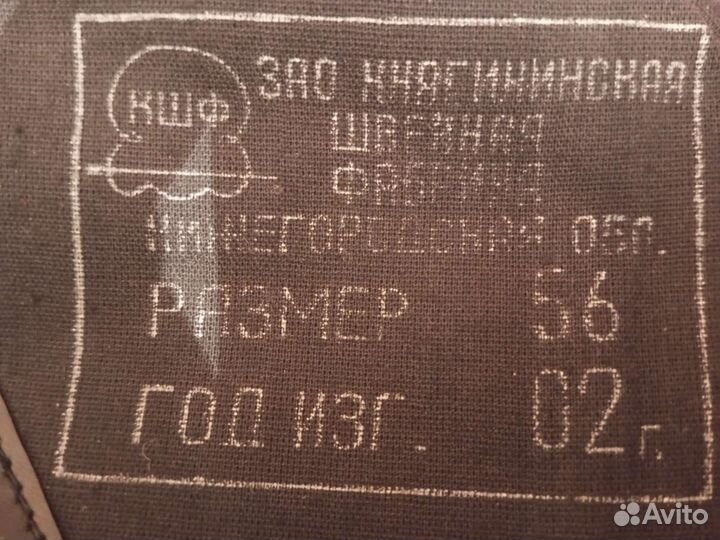 КШФ
ЗАО КНЯГИНИНСКАЯ
ШВЕЙНАЯ
ФАБРИКА
НИЖЕГОРОДСКАЯ ОБЛ.
РАЗМЕР 56
ГОД ИЗГ. 02 г.
Avito